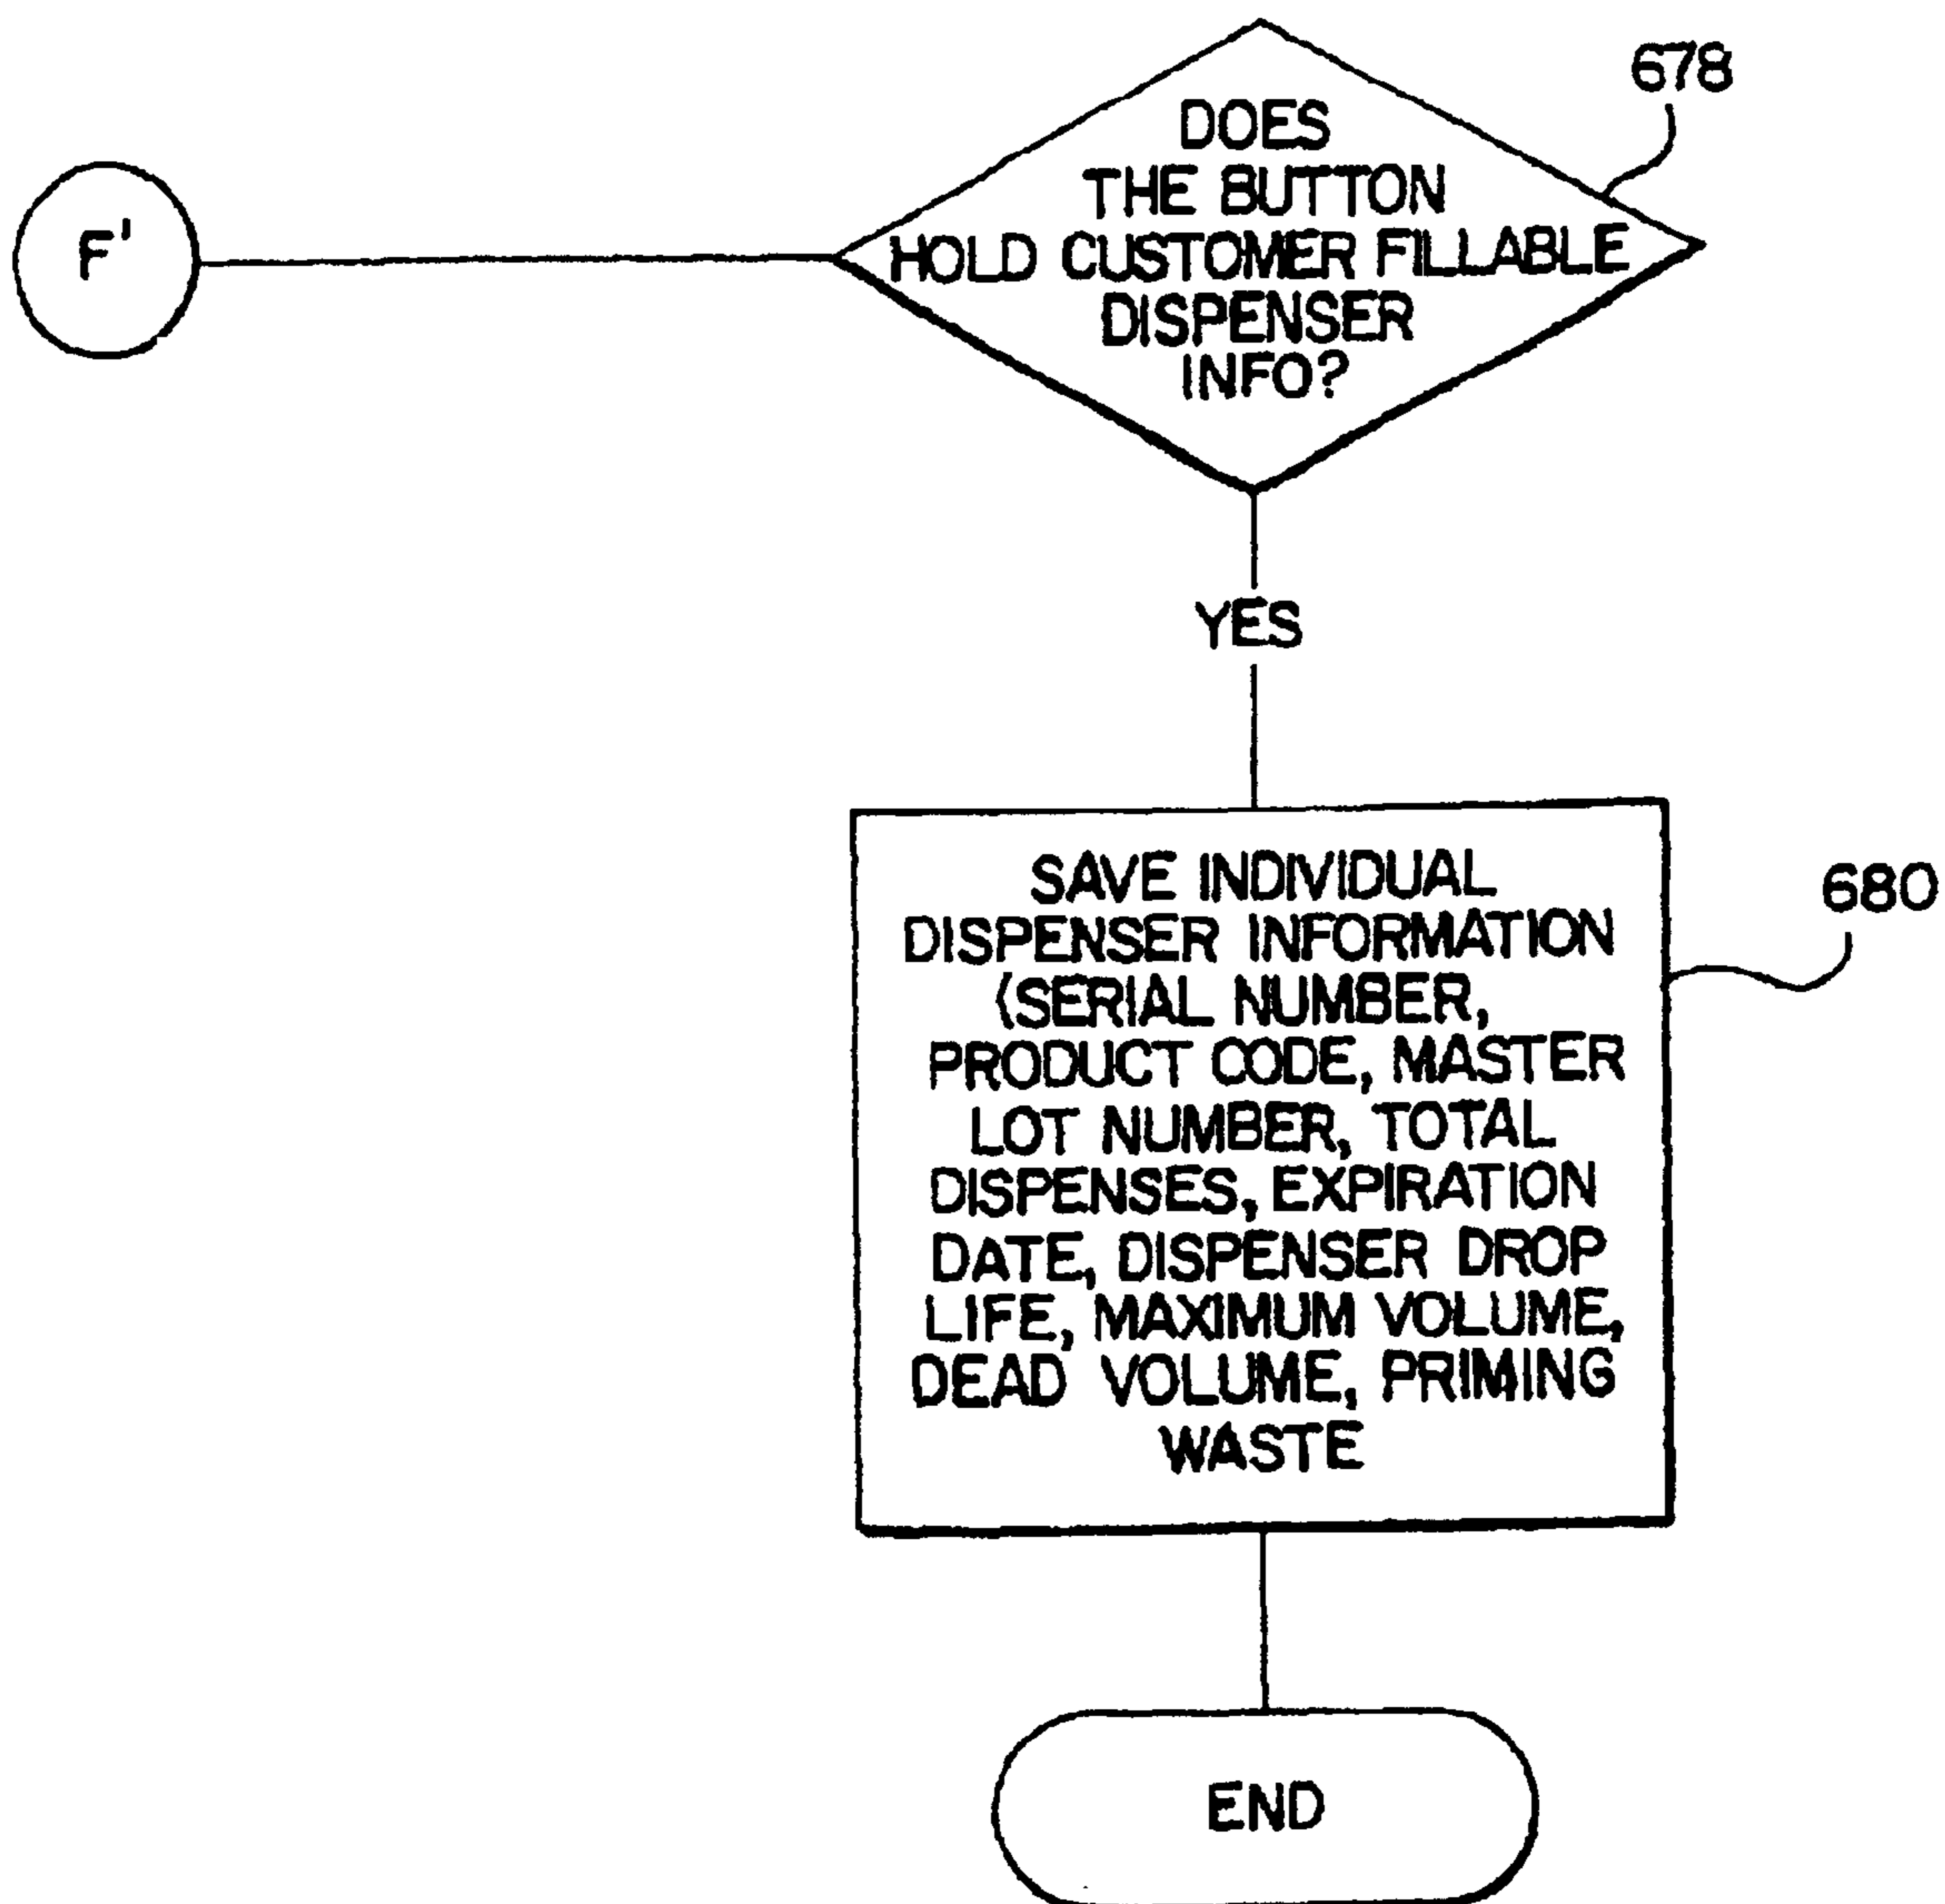 678
F'
DOES
THE BUTTON
HOLD CUSTOMER FILLABLE
DISPENSER
INFO?
YES
SAVE INDIVIDUAL
DISPENSER INFORMATION
(SERIAL NUMBER,
PRODUCT CODE, MASTER
LOT NUMBER, TOTAL
DISPENSES, EXPIRATION
DATE, DISPENSER DROP
LIFE, MAXIMUM VOLUME,
DEAD VOLUME, PRIMING
WASTE
680
END